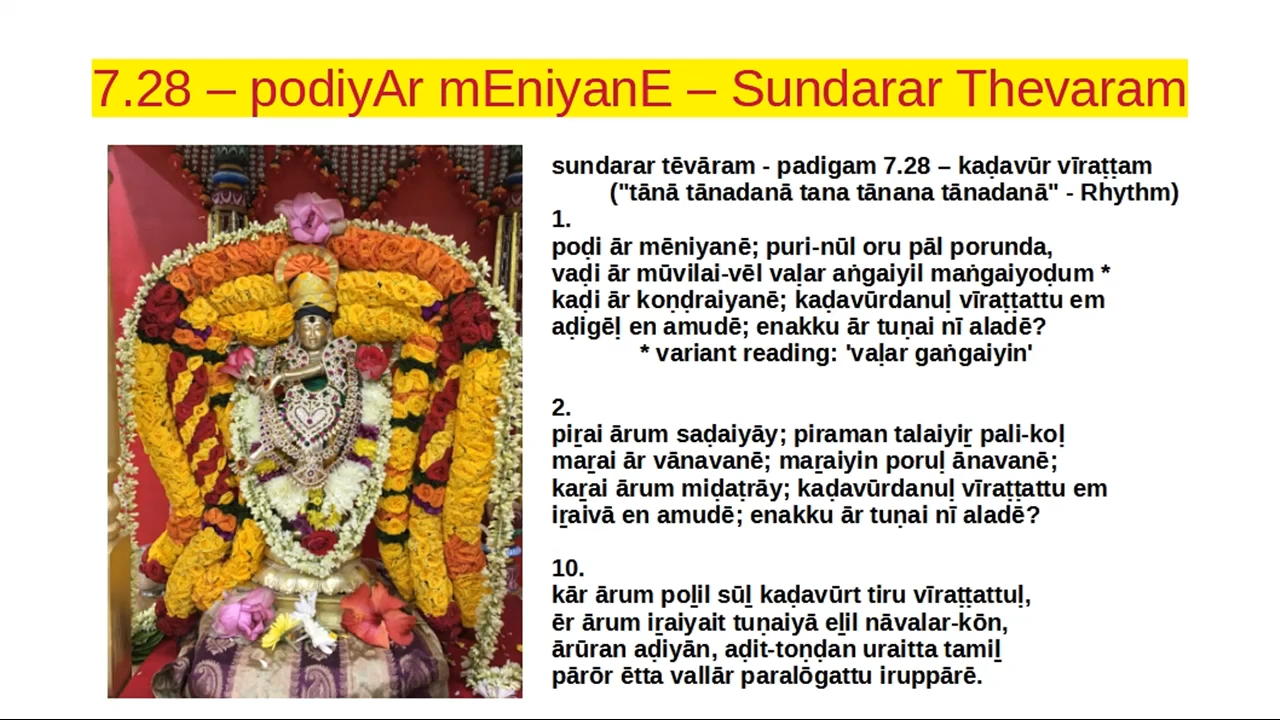 7.28 – podiyAr mEniyanE – Sundarar Thevaram
sundarar tēvāram - padigam 7.28 – kaḍavūr vīraṭṭam
("tānā tānadanā tana tānana tānadanā" - Rhythm)
1.
poḍi ār mēniyanē; puri-nūl oru pāl porunda,
vaḍi ār mūvilai-vēl vaḷar aṅgaiyil maṅgaiyoḍum *
kaḍi ār koṇḍraiyanē; kaḍavūrdanuḷ vīraṭṭattu em
aḍigēḷ en amudē; enakku ār tuṇai nī aladē?
* variant reading: 'vaḷar gaṅgaiyin'
2.
piṟai ārum saḍaiyāy; piraman talaiyiṟ pali-koḷ
maṟai ār vānavanē; maṟaiyin poruḷ ānavanē;
kaṟai ārum miḍaṭrāy; kaḍavūrdanuḷ vīraṭṭattu em
iṟaivā en amudē; enakku ār tuṇai nī aladē?
10.
kār ārum poḻil sūḻ kaḍavūrt tiru vīraṭṭattuḷ,
ēr ārum iṟaiyait tuṇaiyā eḻil nāvalar-kōn,
ārūran aḍiyān, aḍit-toṇḍan uraitta tamiḻ
pārōr ētta vallār paralōgattu iruppārē.